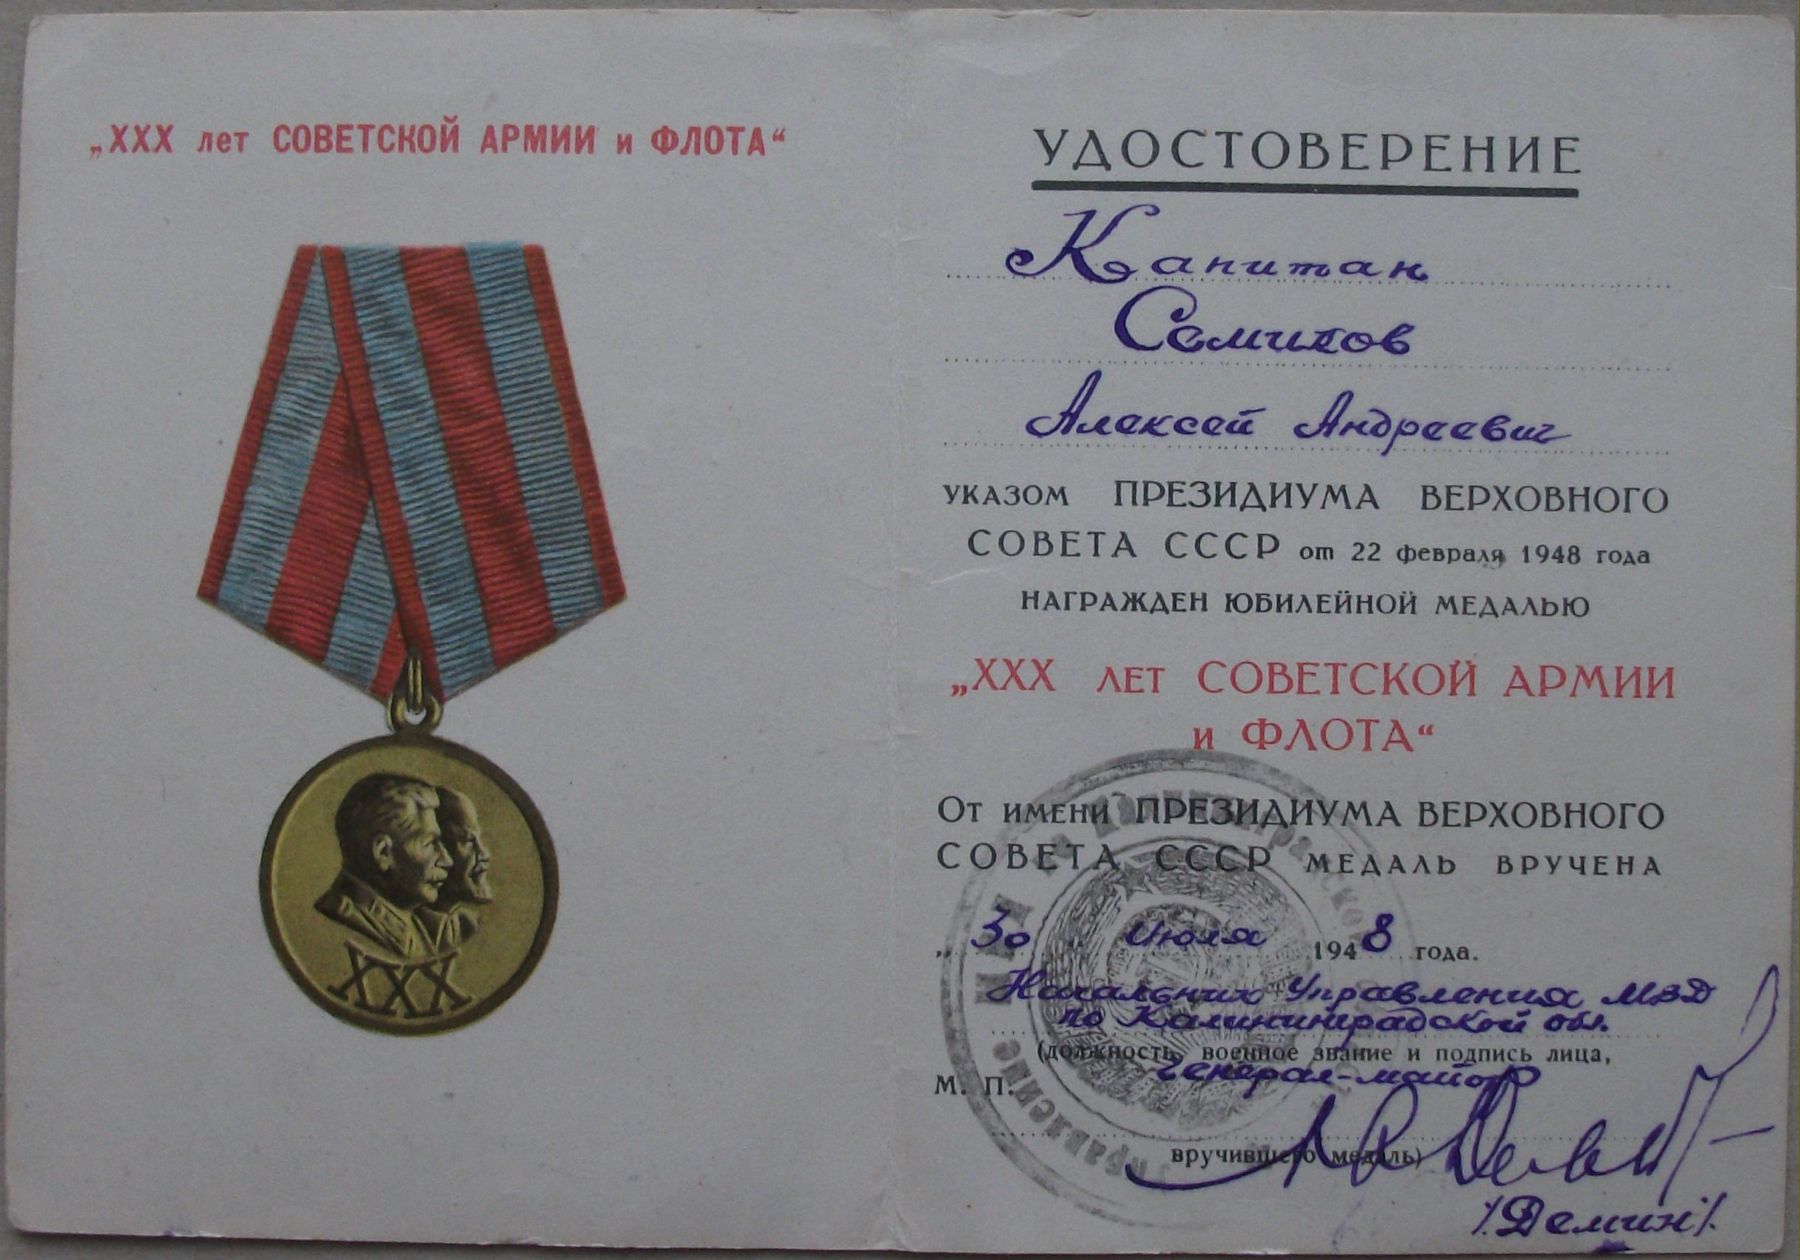 „XXX лет СОВЕТСКОЙ АРМИИ и ФЛОТА“
XXX
УДОСТОВЕРЕНИЕ
Капитан
Семиков
Алексей Андреевич
УКАЗОМ ПРЕЗИДИУМА ВЕРХОВНОГО
СОВЕТА СССР от 22 февраля 1948 года
НАГРАЖДЕН ЮБИЛЕЙНОЙ МЕДАЛЬЮ
„XXX ЛЕТ СОВЕТСКОЙ АРМИИ
и ФЛОТА“
От имени ПРЕЗИДИУМА ВЕРХОВНОГО
СОВЕТА СССР МЕДАЛЬ ВРУЧЕНА
„30 Июля 1948 года.
Начальник Управления МВД
по Калининградской обл.
(должность, военное звание и подпись лица,
Генерал-майор
М. П.
вручившего медаль)
/Демин/.